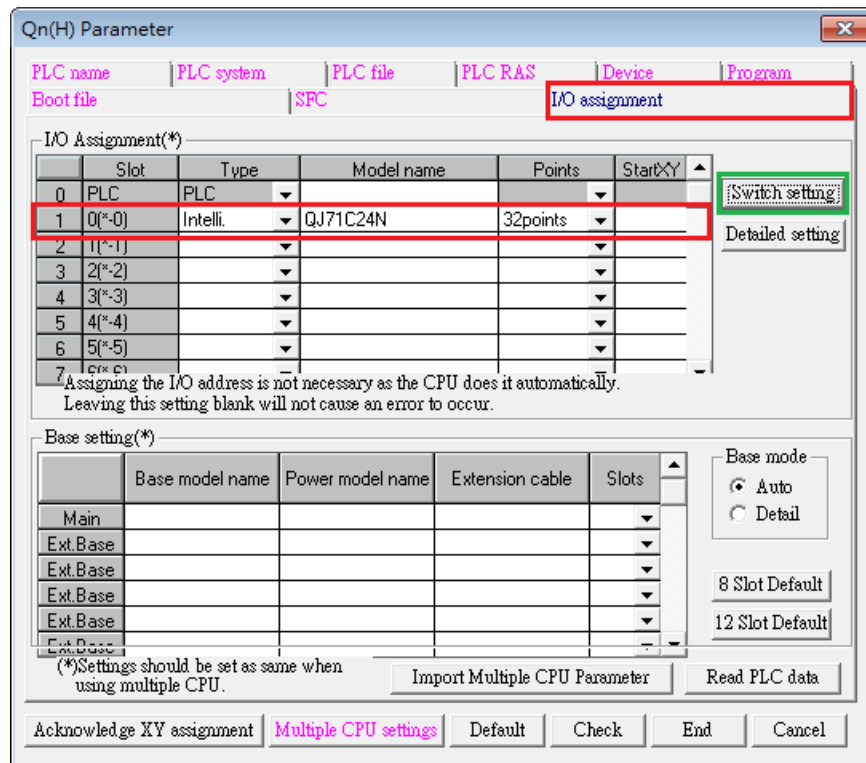 Qn(H) Parameter
PLC name PLC system PLC file PLC RAS Device Program
Boot file SFC I/O assignment
I/O Assignment(*)
Slot Type Model name Points StartXY
0 PLC PLC
1 0(*-0) Intelli. QJ71C24N 32points
2 1(*-1)
3 2(*-2)
4 3(*-3)
5 4(*-4)
6 5(*-5)
7 6(*-6)
Switch setting
Detailed setting
Assigning the I/O address is not necessary as the CPU does it automatically.
Leaving this setting blank will not cause an error to occur.
Base setting(*)
Base model name Power model name Extension cable Slots
Main
Ext.Base
Ext.Base
Ext.Base
Ext.Base
Ext.Base
Base mode
Auto
Detail
8 Slot Default
12 Slot Default
(*)Settings should be set as same when
using multiple CPU.
Import Multiple CPU Parameter Read PLC data
Acknowledge XY assignment Multiple CPU settings Default Check End Cancel